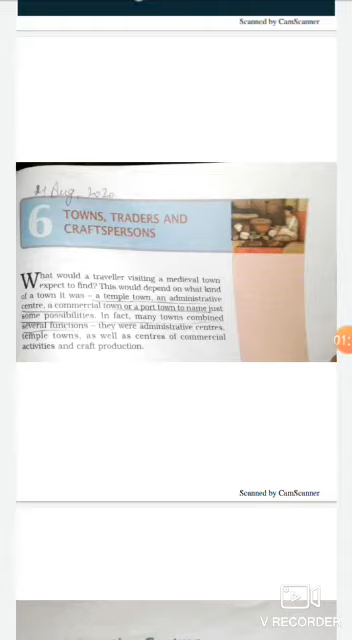 Scanned by CamScanner
21 Aug, 2020
6
TOWNS, TRADERS AND
CRAFTSPERSONS
What would a traveller visiting a medieval town
expect to find? This would depend on what kind
of a town it was – a temple town, an administrative
centre, a commercial town or a port town to name just
some possibilities. In fact, many towns combined
several functions – they were administrative centres,
temple towns, as well as centres of commercial
activities and craft production.
01:
Scanned by CamScanner
V RECORDER